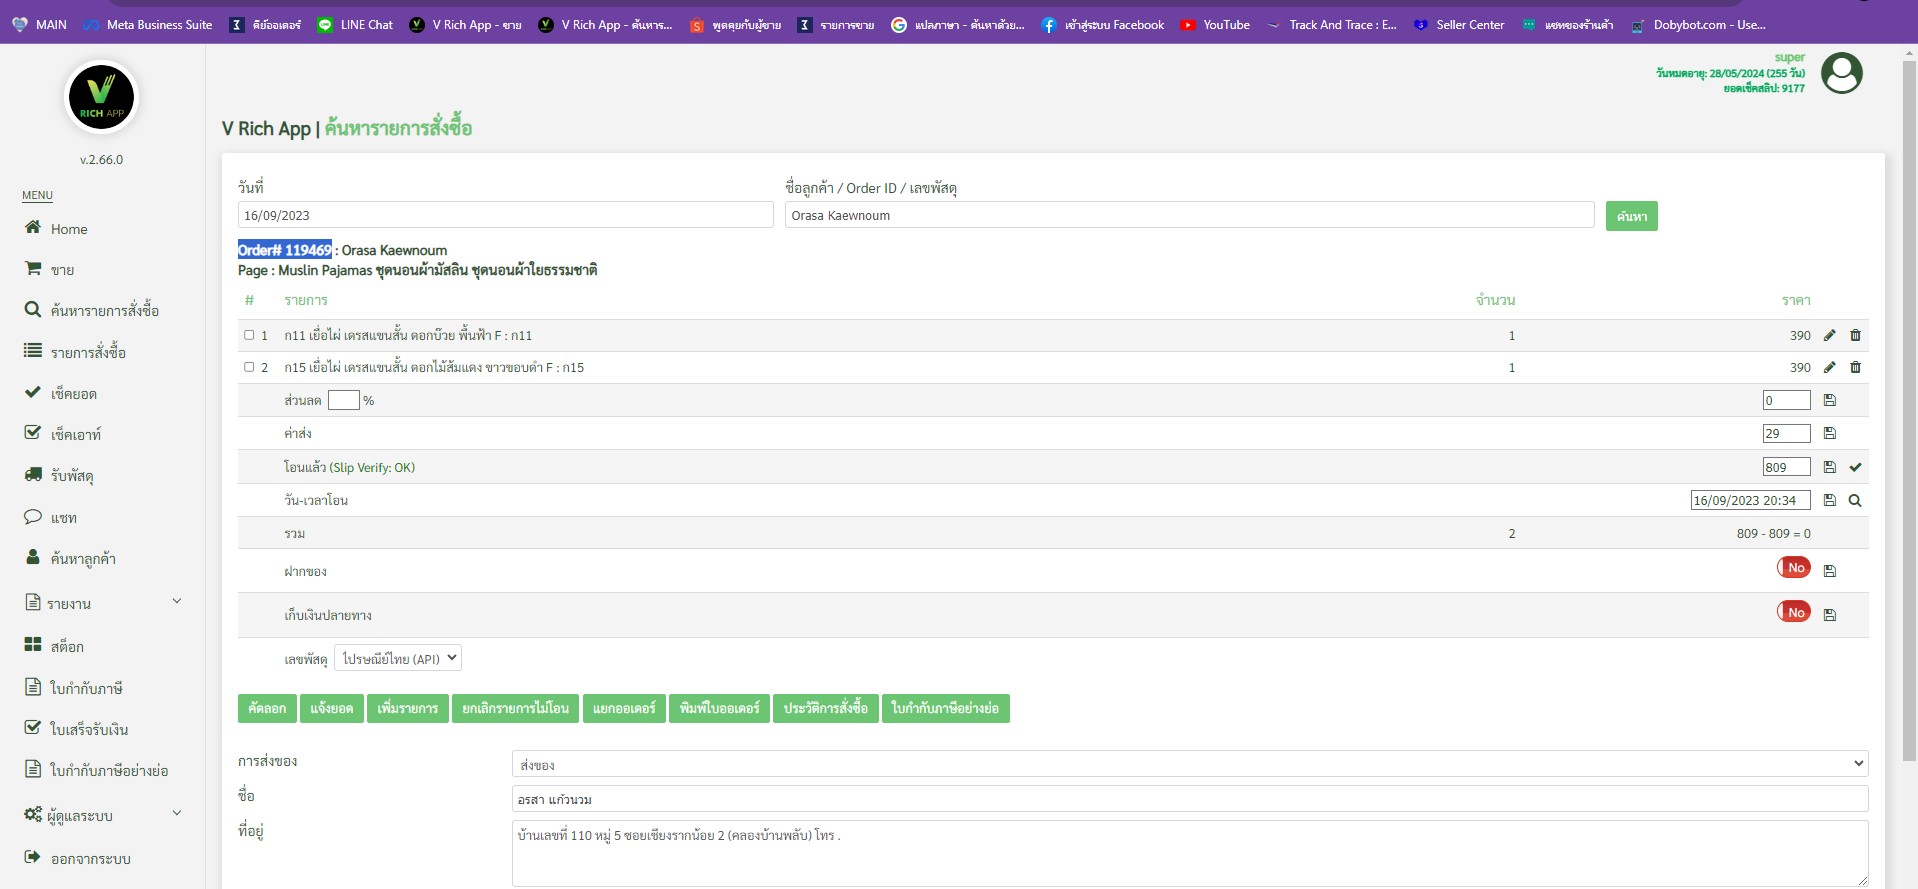 MAIN
Meta Business Suite
คีย์ออเดอร์
LINE Chat
V Rich App - ขาย
V Rich App - ค้นหาร...
พูดคุยกับผู้ขาย
รายการขาย
แปลภาษา - ค้นหาด้วย...
เข้าสู่ระบบ Facebook
YouTube
Track And Trace : E...
Seller Center
แชทของร้านค้า
Dobybot.com - Use...
V
RICH APP
v.2.66.0
MENU
Home
ขาย
ค้นหารายการสั่งซื้อ
รายการสั่งซื้อ
เช็คยอด
เช็คเอาท์
รับพัสดุ
แชท
ค้นหาลูกค้า
รายงาน
สต็อก
ใบกำกับภาษี
ใบเสร็จรับเงิน
ใบกำกับภาษีอย่างย่อ
ผู้ดูแลระบบ
ออกจากระบบ
super
วันหมดอายุ: 28/05/2024 (255 วัน)
ยอดเช็คสลิป: 9177
V Rich App | ค้นหารายการสั่งซื้อ
วันที่
16/09/2023
ชื่อลูกค้า / Order ID / เลขพัสดุ
Orasa Kaewnoum
ค้นหา
Order# 119469 : Orasa Kaewnoum
Page : Muslin Pajamas ชุดนอนผ้ามัสลิน ชุดนอนผ้าใยธรรมชาติ
# รายการ จำนวน ราคา
1 ก11 เยื่อไผ่ เดรสแขนสั้น ดอกบ๊วย พื้นฟ้า F : ก11 1 390
2 ก15 เยื่อไผ่ เดรสแขนสั้น ดอกไม้ส้มแดง ขาวขอบดำ F : ก15 1 390
ส่วนลด % 0
ค่าส่ง 29
โอนแล้ว (Slip Verify: OK) 809
วัน-เวลาโอน 16/09/2023 20:34
รวม 2 809 - 809 = 0
ฝากของ No
เก็บเงินปลายทาง No
เลขพัสดุ ไปรษณีย์ไทย (API)
คัดลอก
แจ้งยอด
เพิ่มรายการ
ยกเลิกรายการไม่โอน
แยกออเดอร์
พิมพ์ใบออเดอร์
ประวัติการสั่งซื้อ
ใบกำกับภาษีอย่างย่อ
การส่งของ ส่งของ
ชื่อ อรสา แก้วนวม
ที่อยู่ บ้านเลขที่ 110 หมู่ 5 ซอยเชียงรากน้อย 2 (คลองบ้านพลับ) โทร .